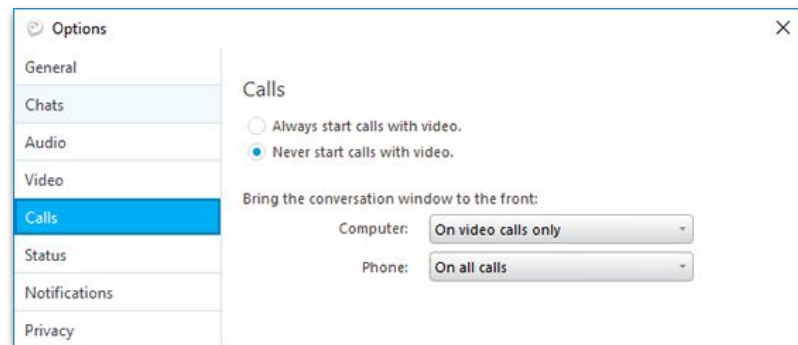 Options
General
Chats
Audio
Video
Calls
Status
Notifications
Privacy
Calls
Always start calls with video.
Never start calls with video.
Bring the conversation window to the front:
Computer: On video calls only
Phone: On all calls